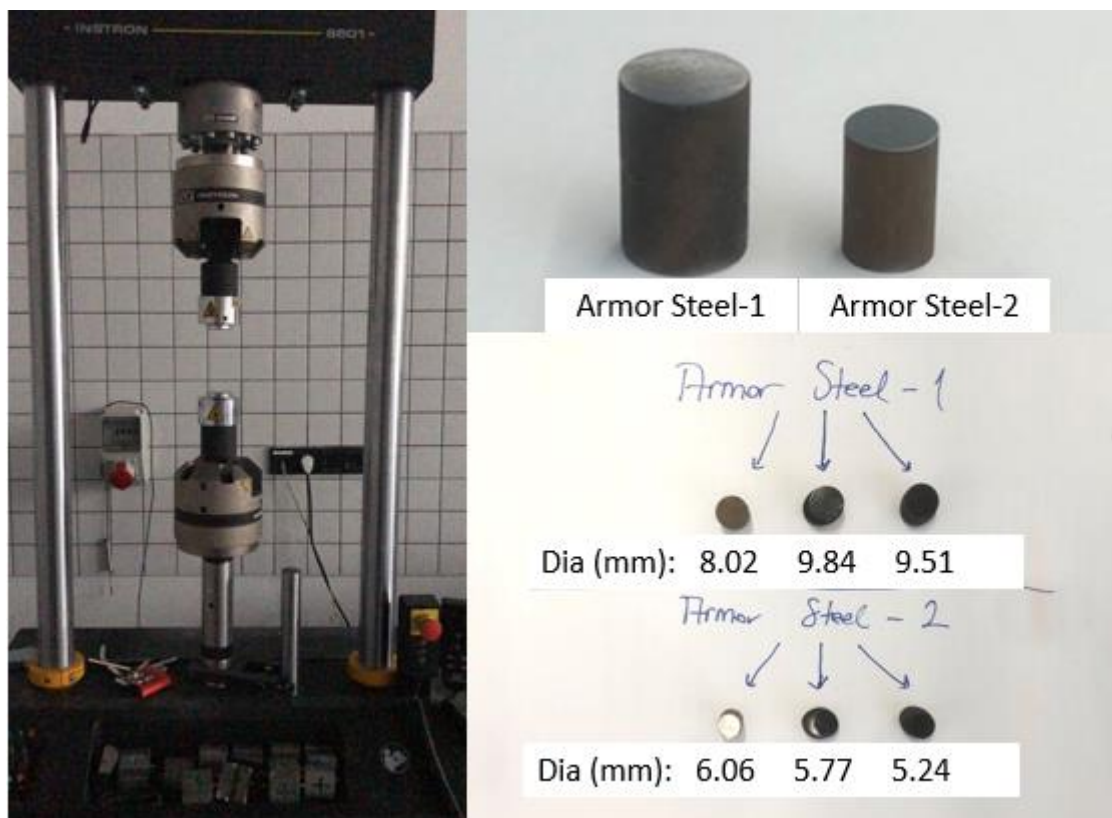 - INSTRON 8801 -
INSTRON
Armor Steel-1 Armor Steel-2
Armor Steel - 1
Dia (mm): 8.02 9.84 9.51
Armor Steel - 2
Dia (mm): 6.06 5.77 5.24